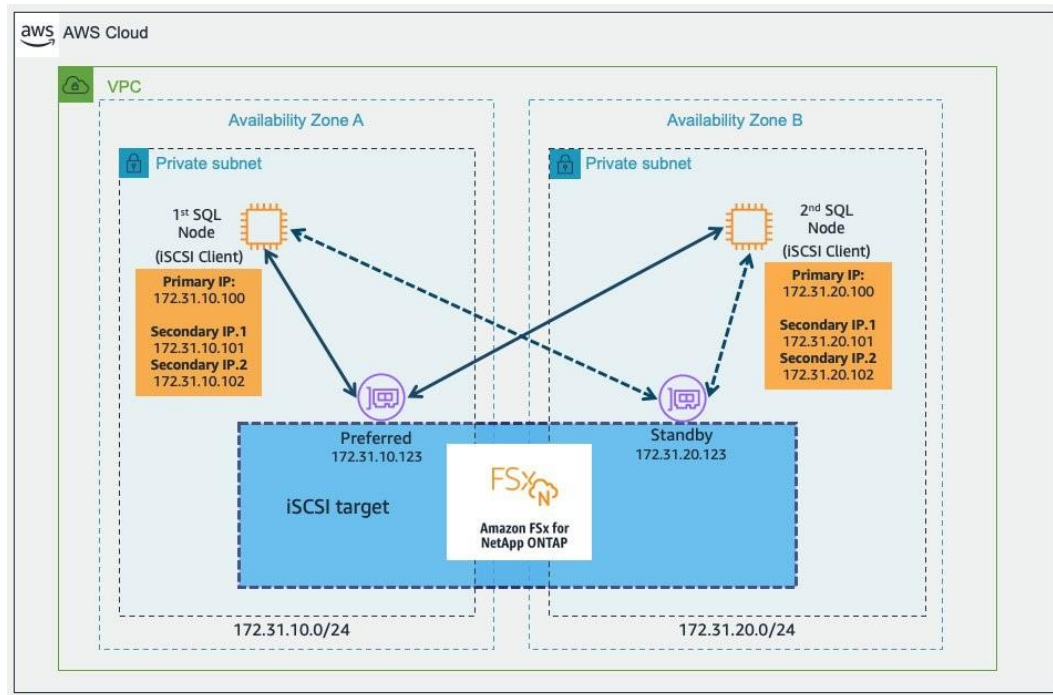 aws
AWS Cloud
VPC
Availability Zone A
Private subnet
1st SQL
Node
(iSCSI Client)
Primary IP:
172.31.10.100
Secondary IP.1
172.31.10.101
Secondary IP.2
172.31.10.102
Availability Zone B
Private subnet
2nd SQL
Node
(iSCSI Client)
Primary IP:
172.31.20.100
Secondary IP.1
172.31.20.101
Secondary IP.2
172.31.20.102
Preferred
172.31.10.123
Standby
172.31.20.123
iSCSI target
FSx
N
Amazon FSx for
NetApp ONTAP
172.31.10.0/24
172.31.20.0/24